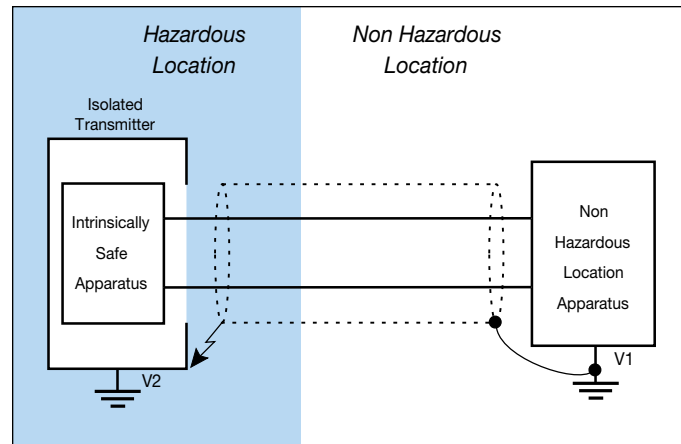 Hazardous
Location
Non Hazardous
Location
Isolated
Transmitter
Intrinsically
Safe
Apparatus
Non
Hazardous
Location
Apparatus
V2
V1